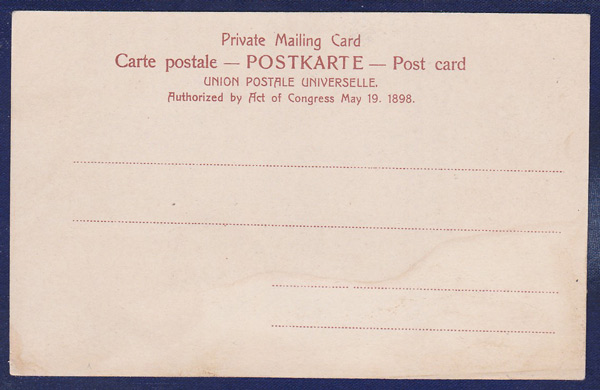 Private Mailing Card
Carte postale — POSTKARTE — Post card
UNION POSTALE UNIVERSELLE.
Authorized by Act of Congress May 19. 1898.